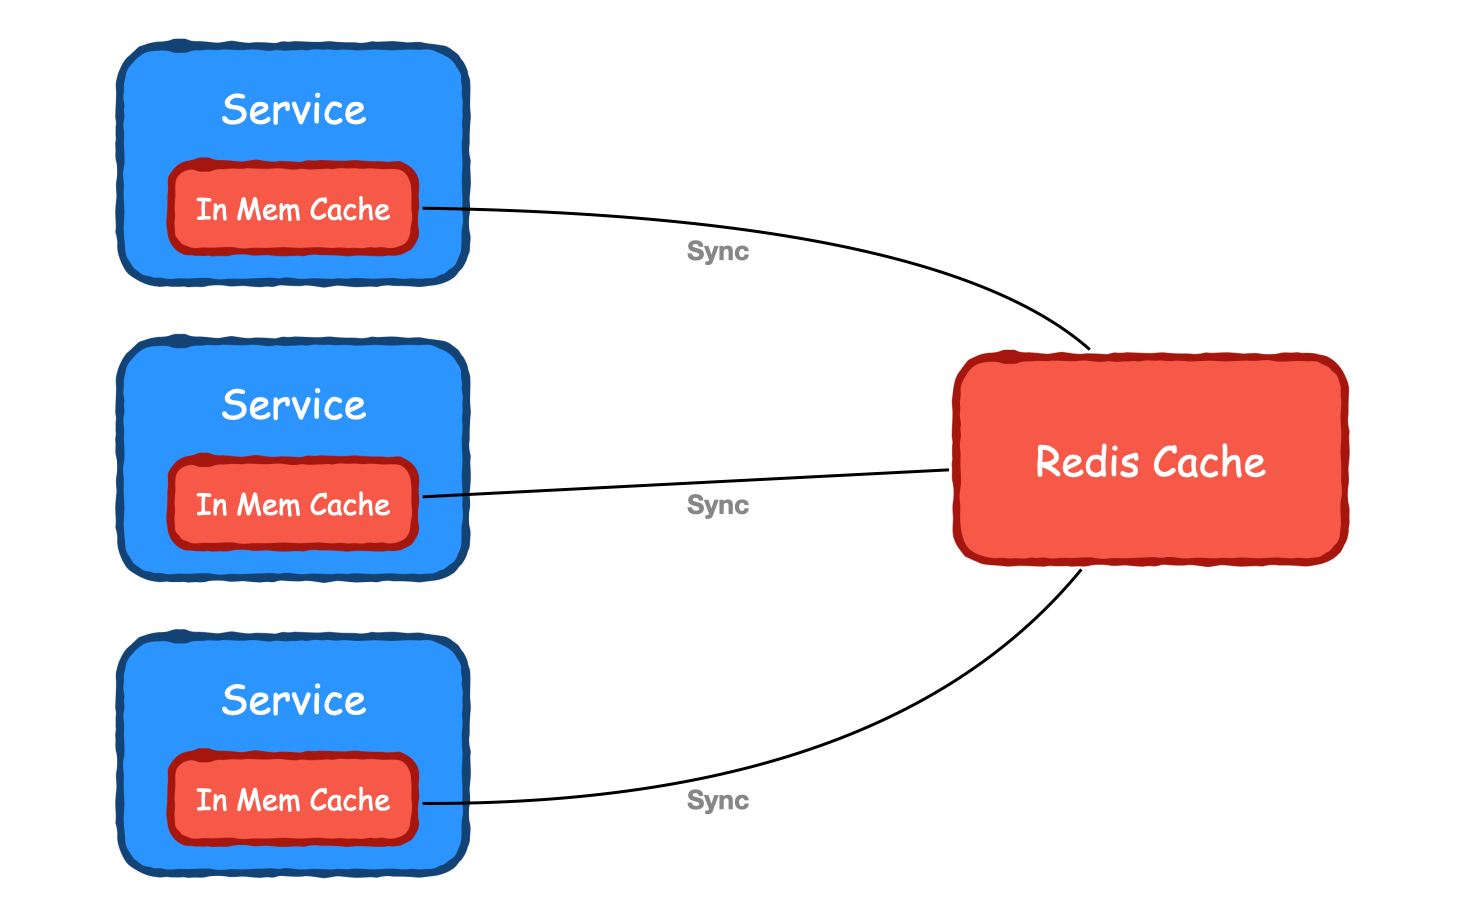 Service
In Mem Cache
Sync
Service
In Mem Cache
Sync
Redis Cache
Service
In Mem Cache
Sync